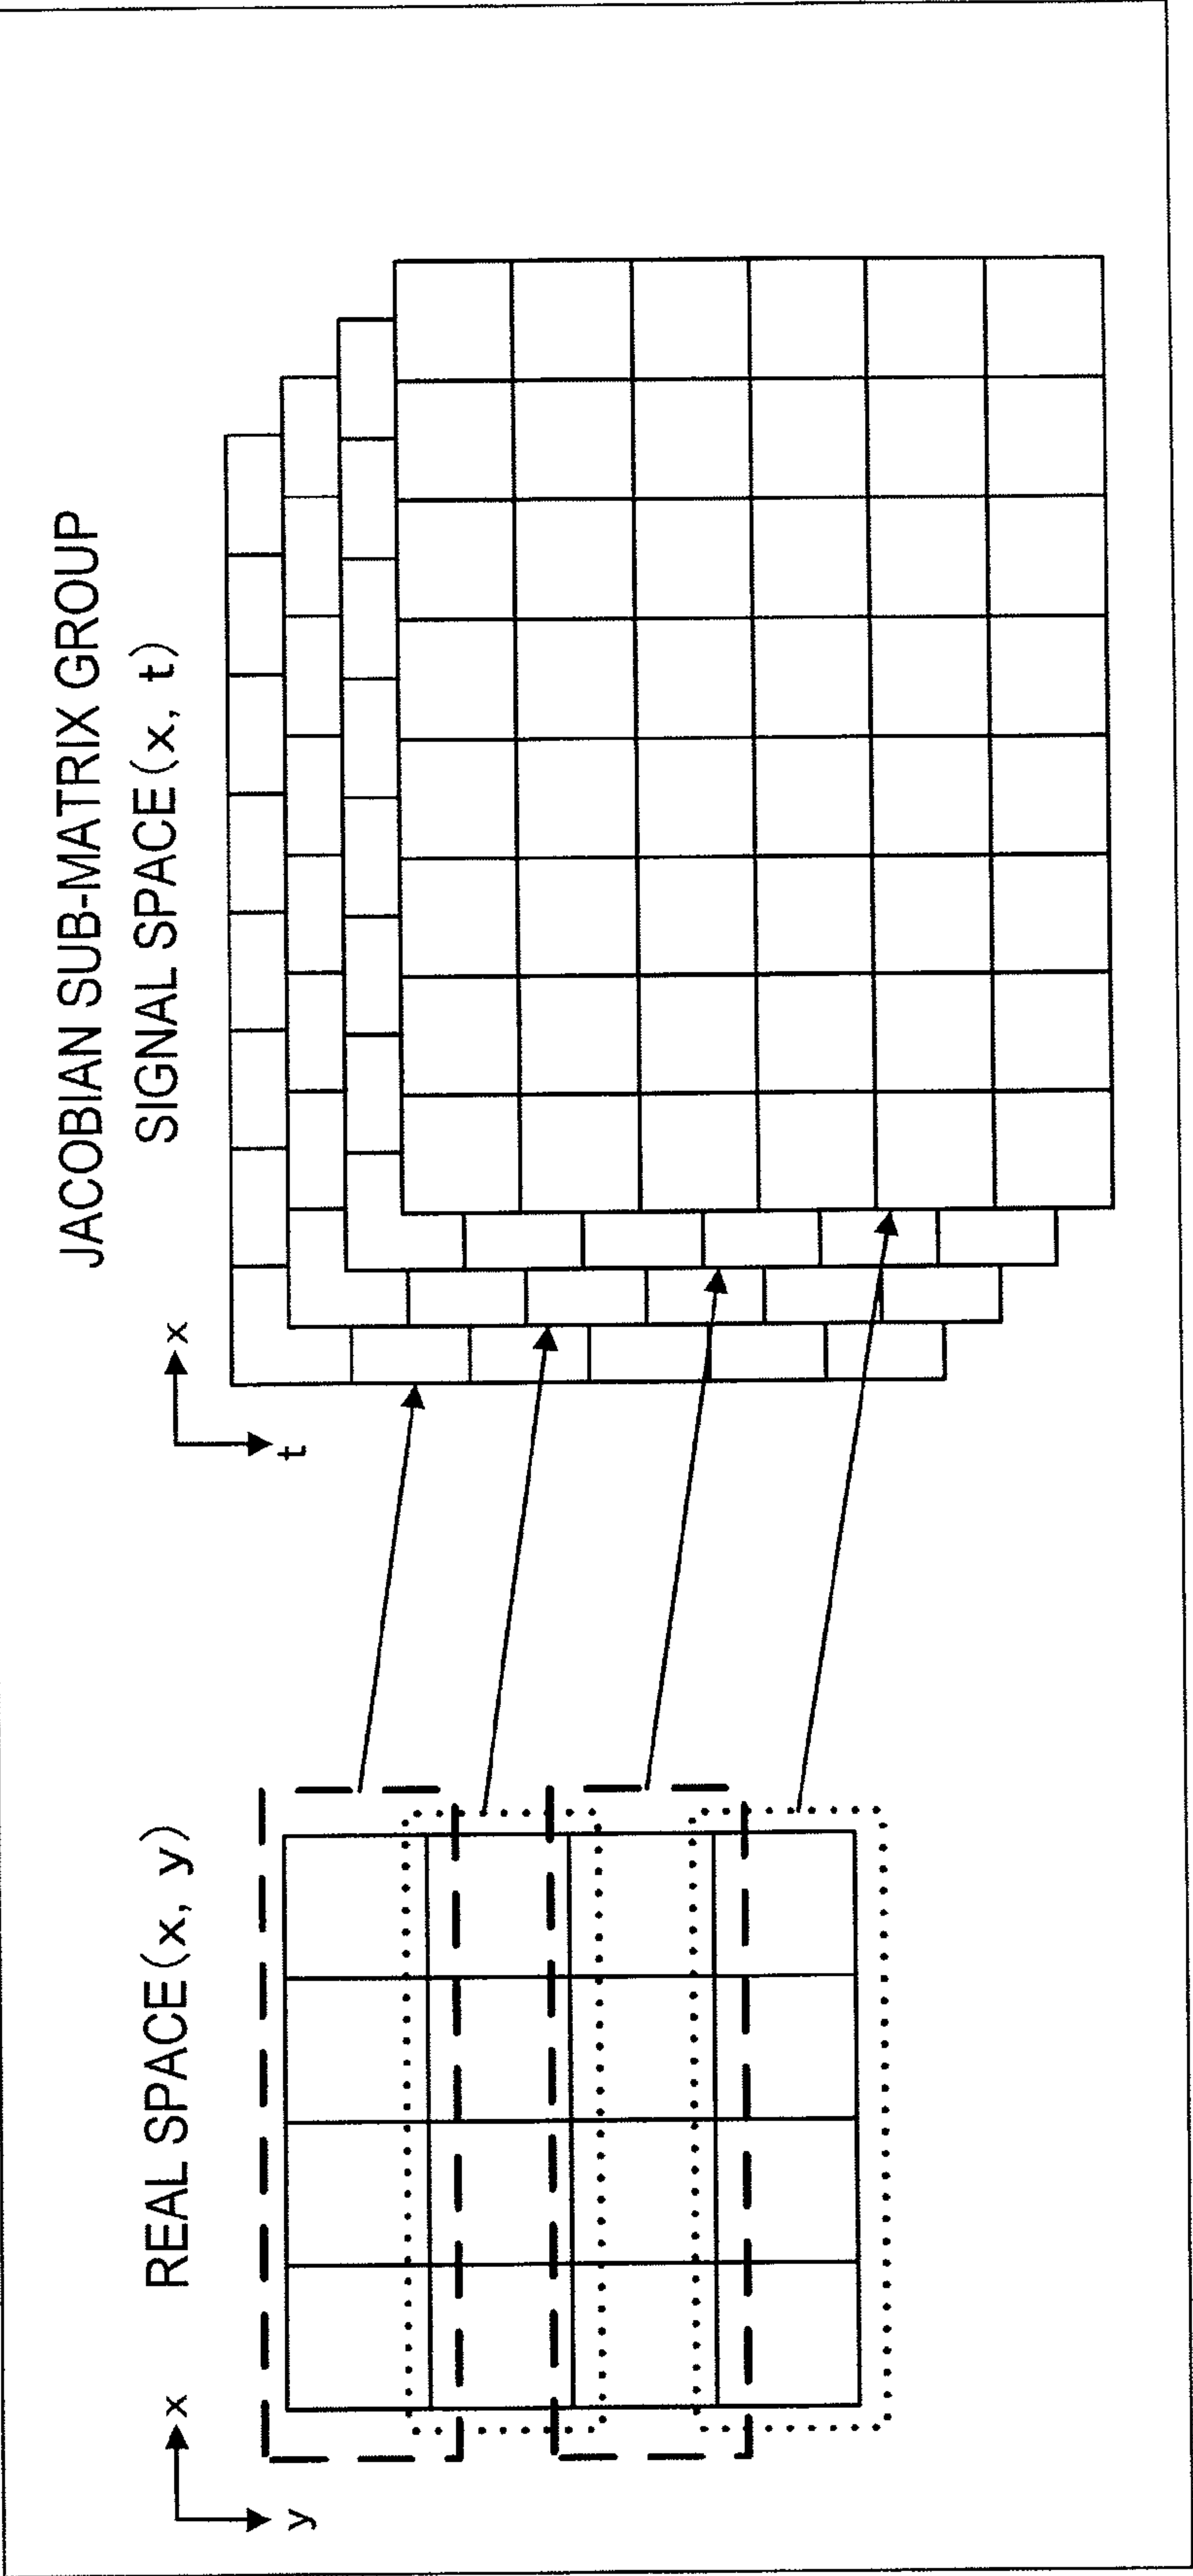 REAL SPACE(x, y)
x
y
JACOBIAN SUB-MATRIX GROUP
SIGNAL SPACE(x, t)
x
t